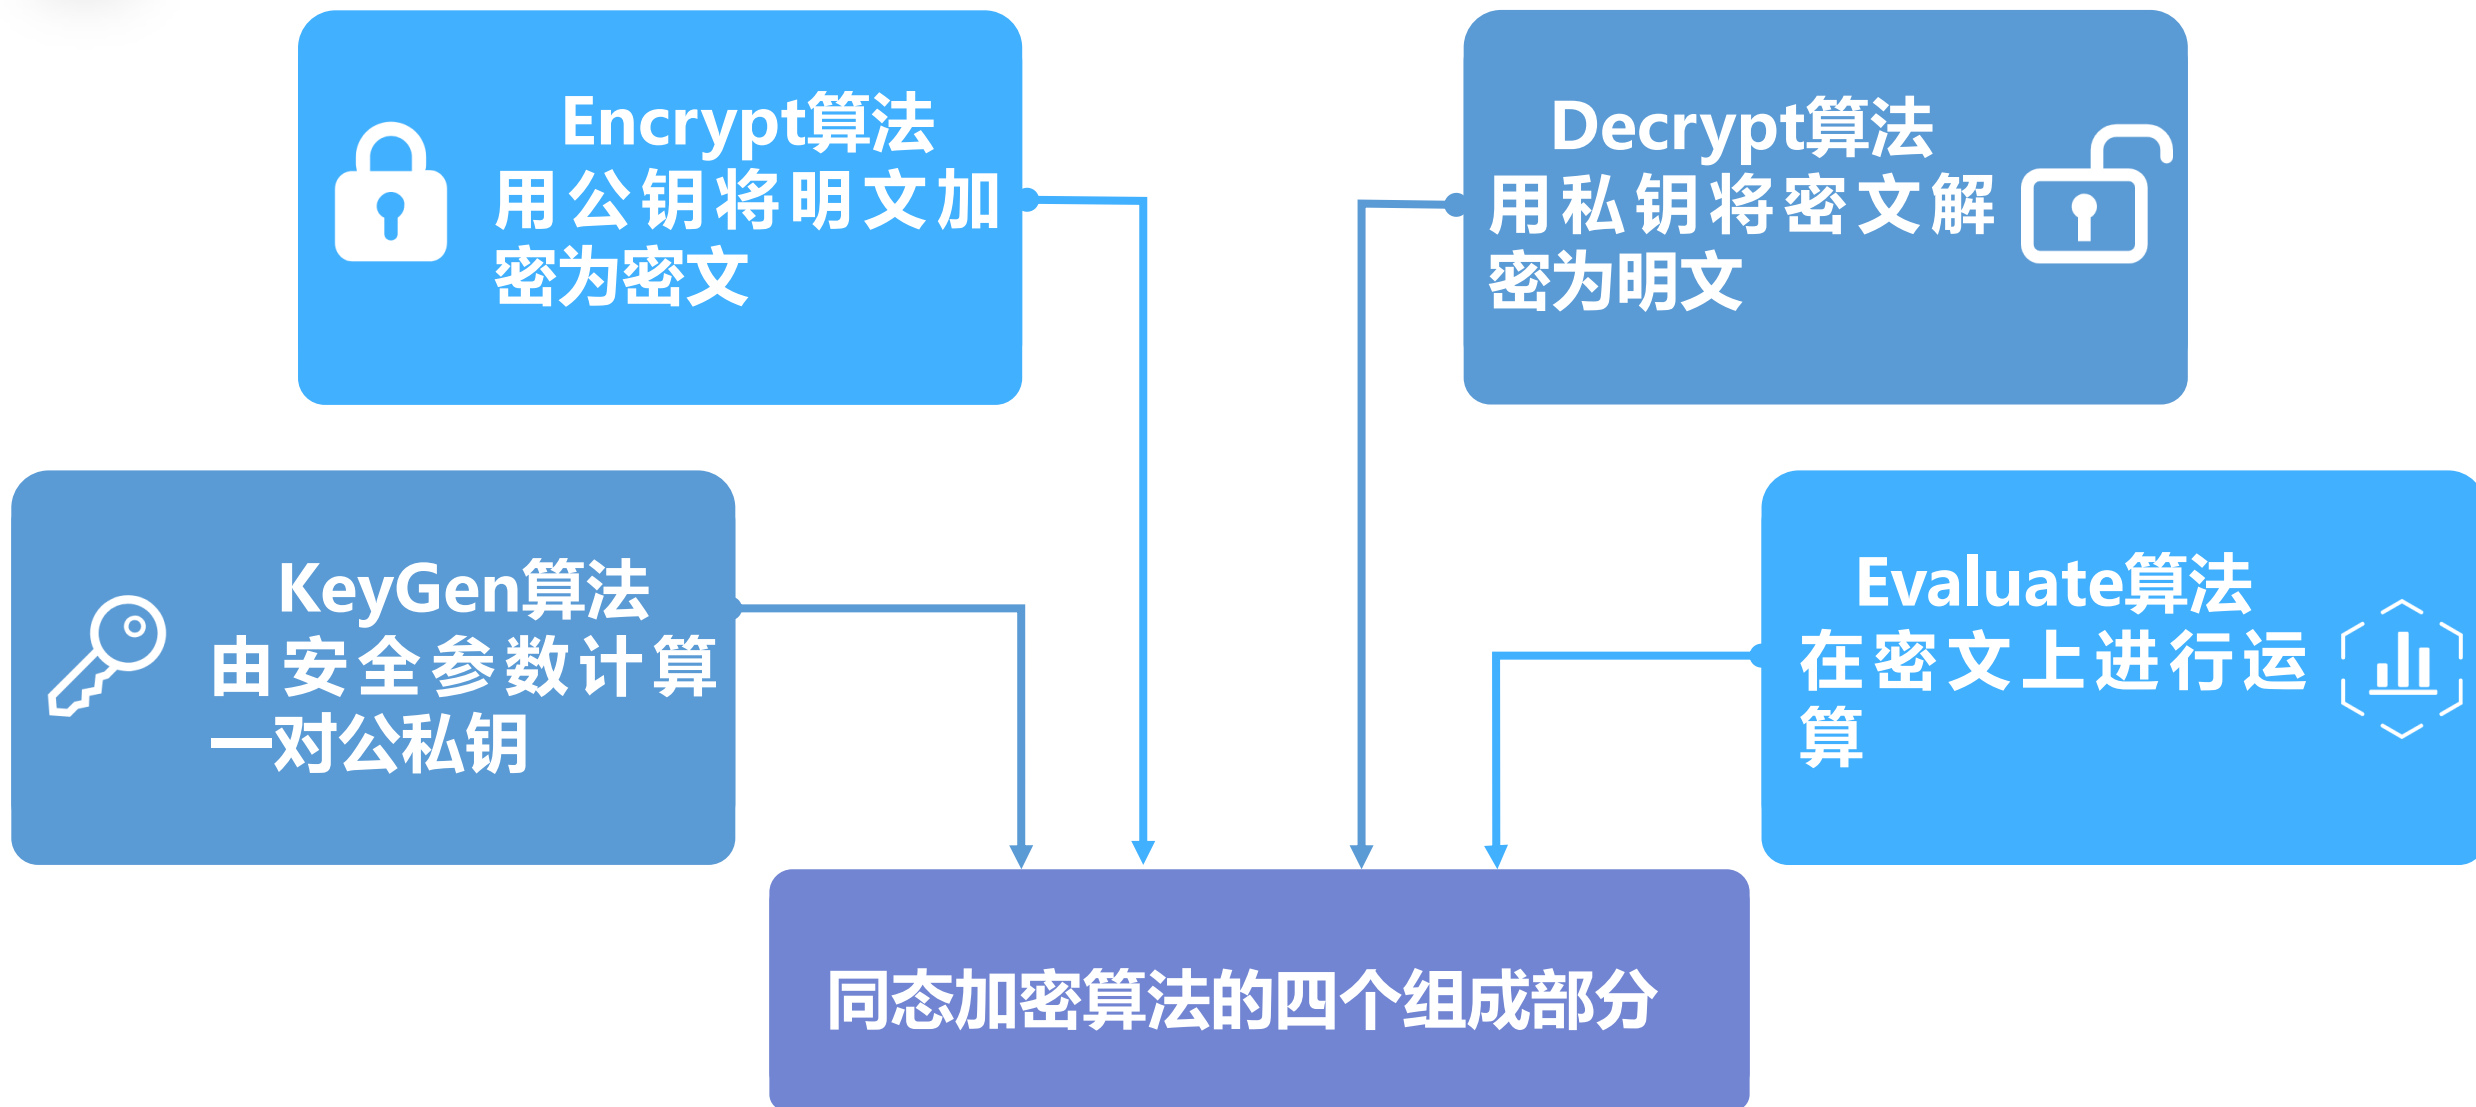 Encrypt算法
用公钥将明文加
密为密文
Decrypt算法
用私钥将密文解
密为明文
KeyGen算法
由安全参数计算
一对公私钥
Evaluate算法
在密文上进行运
算
同态加密算法的四个组成部分